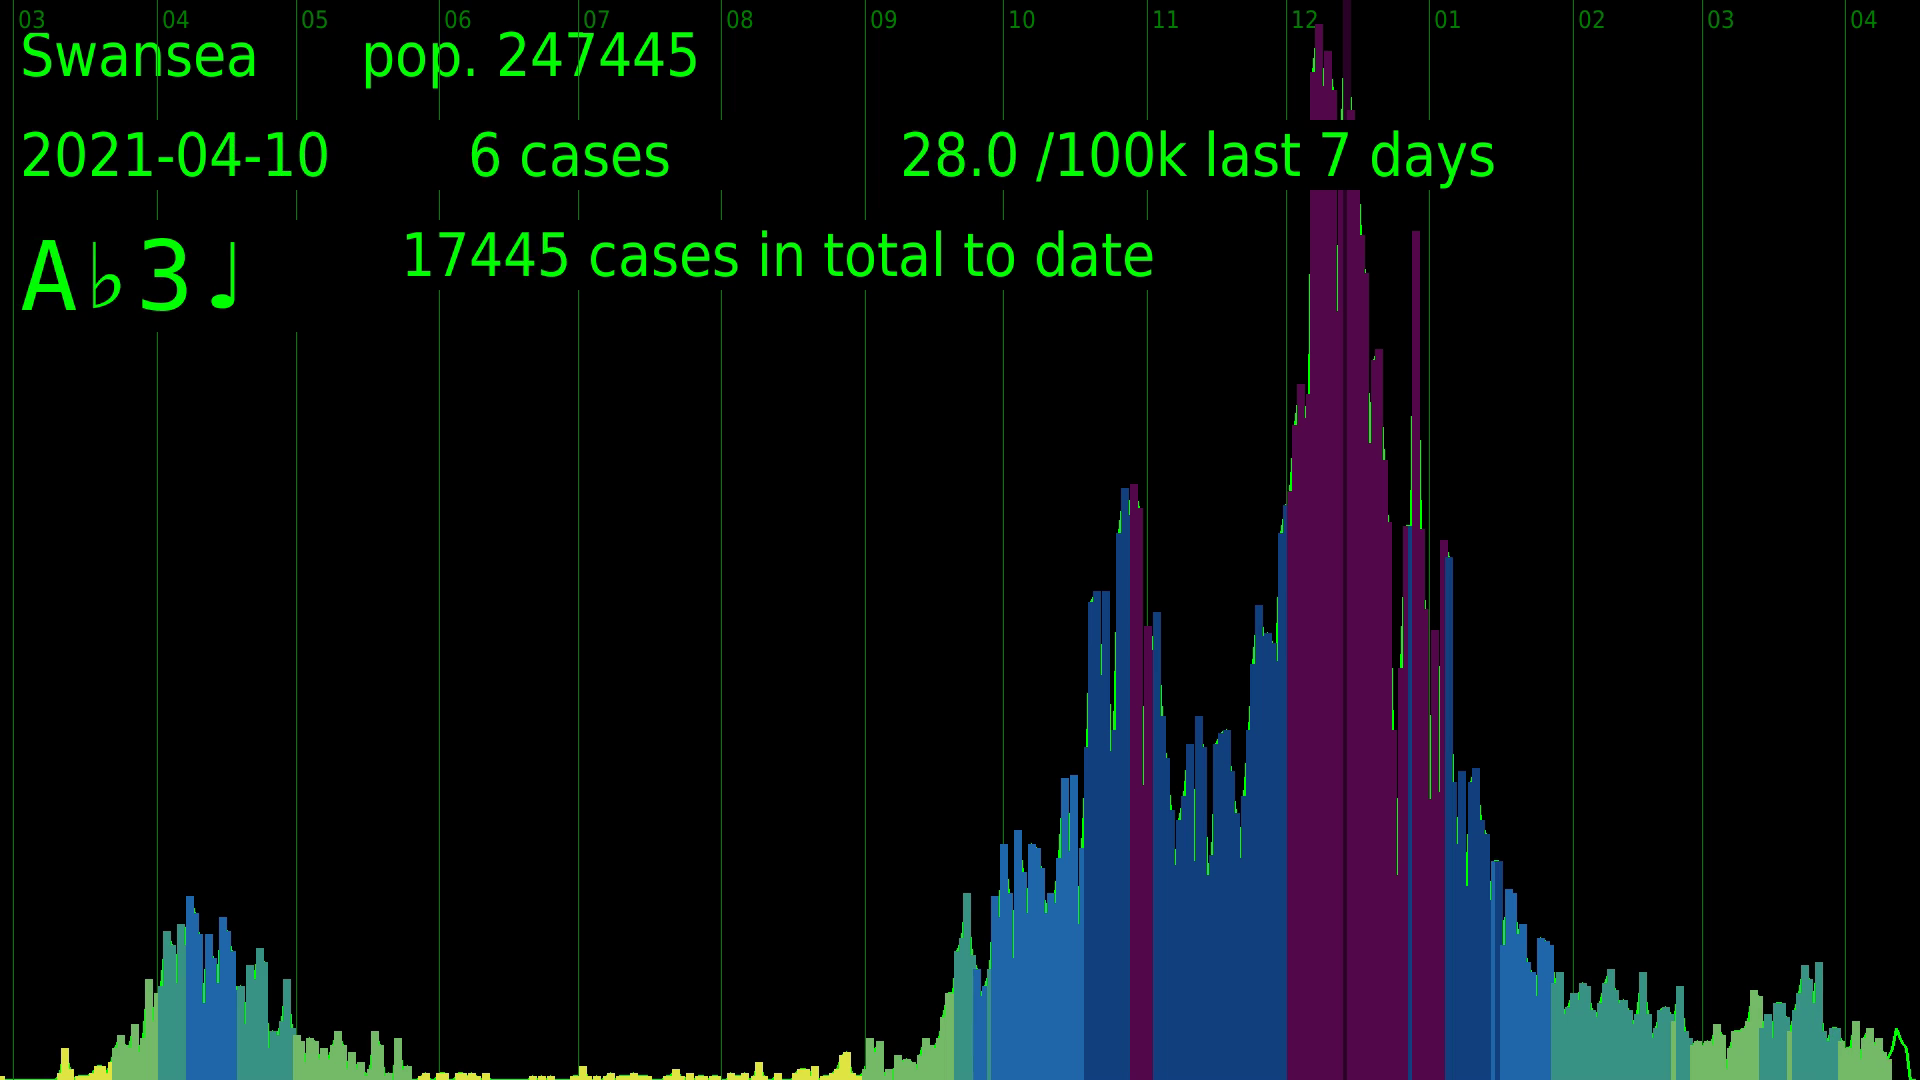 03 04 05 06 07 08 09 10 11 12 01 02 03 04
Swansea pop. 247445
2021-04-10 6 cases 28.0 /100k last 7 days
A♭3♩ 17445 cases in total to date